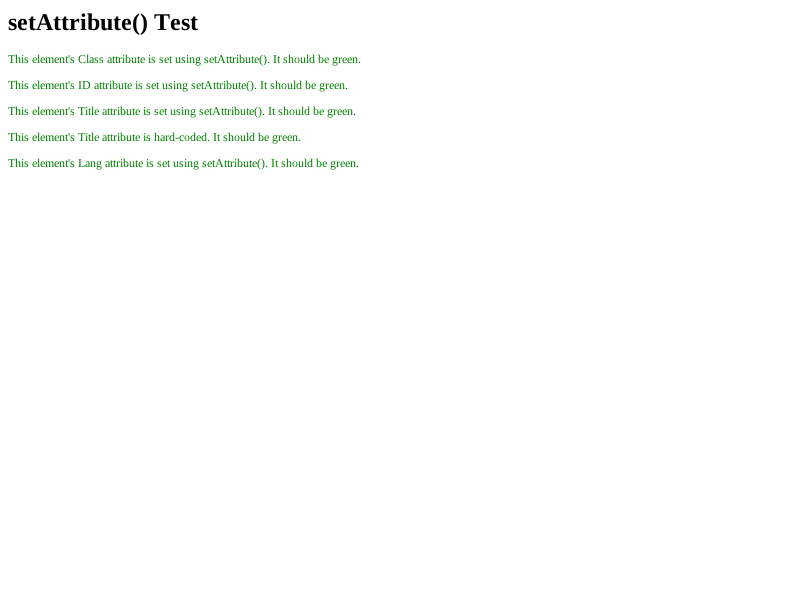 setAttribute() Test
This element's Class attribute is set using setAttribute(). It should be green.
This element's ID attribute is set using setAttribute(). It should be green.
This element's Title attribute is set using setAttribute(). It should be green.
This element's Title attribute is hard-coded. It should be green.
This element's Lang attribute is set using setAttribute(). It should be green.